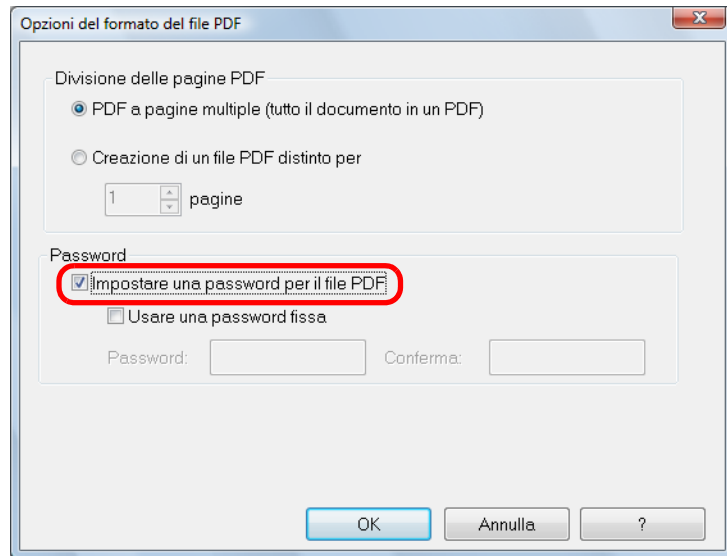 Opzioni del formato del file PDF
Divisione delle pagine PDF
PDF a pagine multiple (tutto il documento in un PDF)
Creazione di un file PDF distinto per
1 pagine
Password
Impostare una password per il file PDF
Usare una password fissa
Password: Conferma:
OK Annulla ?